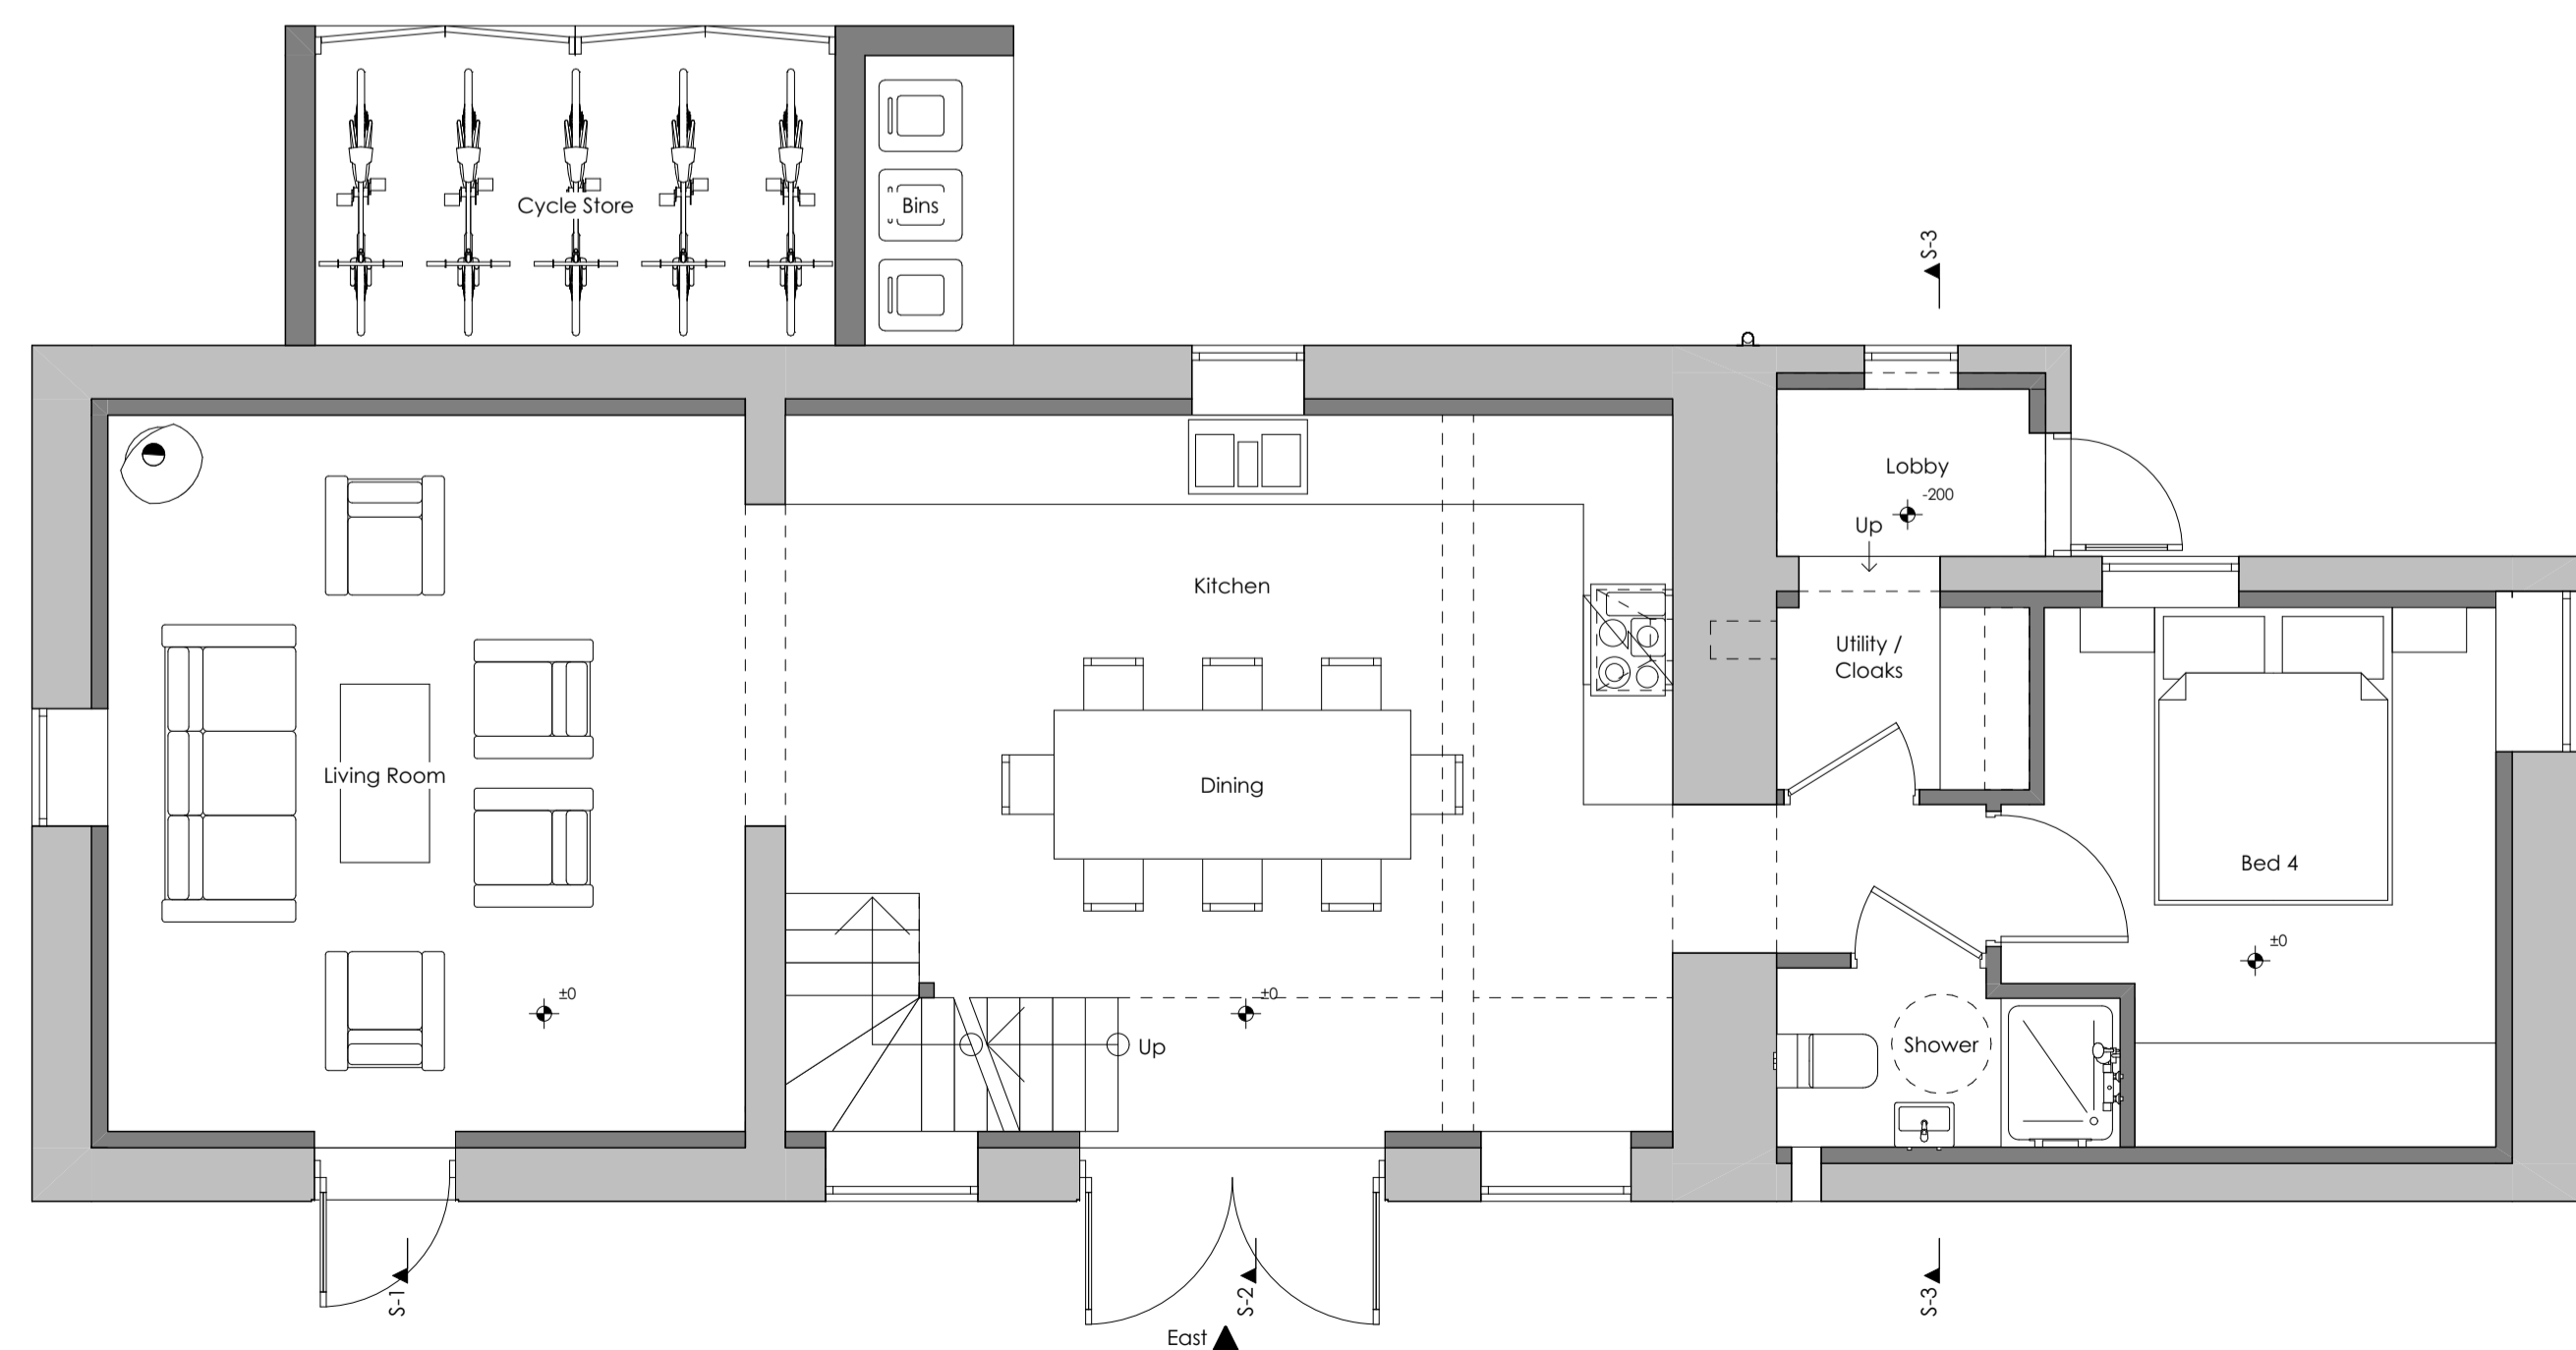 Cycle Store
Bins
S-3
Lobby
-200
Up
Kitchen
Utility /
Cloaks
Living Room
Dining
Bed 4
±0
±0
±0
Up
Shower
S-1
S-2
S-3
East